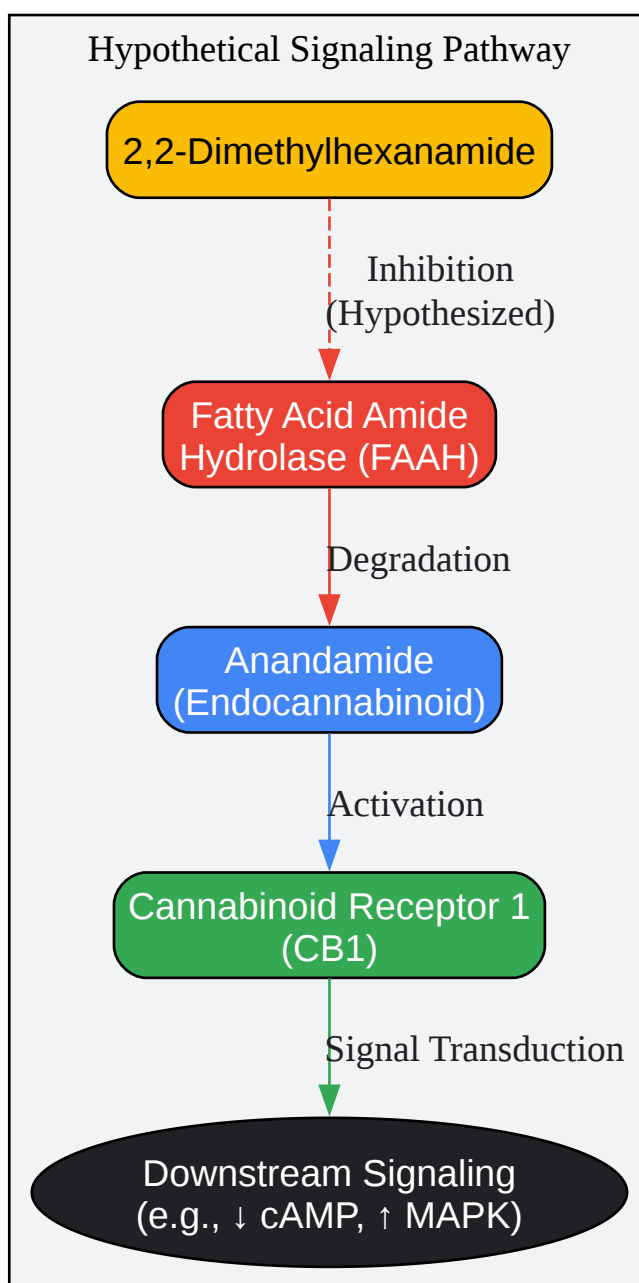 Hypothetical Signaling Pathway
2,2-Dimethylhexanamide
Inhibition
(Hypothesized)
Fatty Acid Amide
Hydrolase (FAAH)
Degradation
Anandamide
(Endocannabinoid)
Activation
Cannabinoid Receptor 1
(CB1)
Signal Transduction
Downstream Signaling
(e.g., ↓ cAMP, ↑ MAPK)